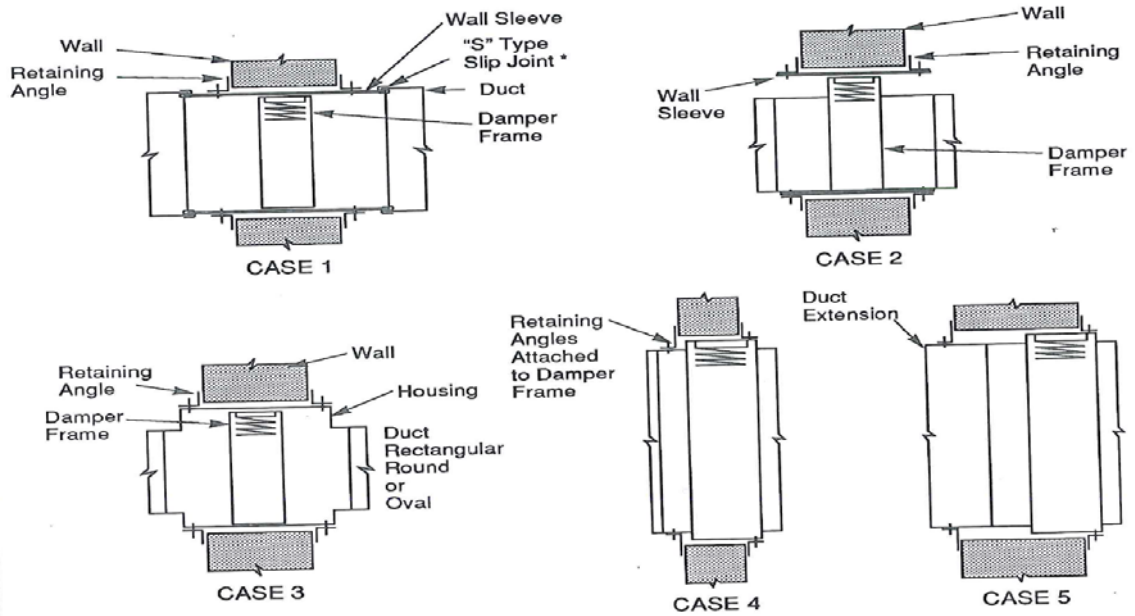 Wall
Retaining
Angle
Wall Sleeve
"S" Type
Slip Joint *
Duct
Damper
Frame
CASE 1
Wall
Retaining
Angle
Wall
Sleeve
Damper
Frame
CASE 2
Retaining
Angle
Damper
Frame
Wall
Housing
Duct
Rectangular
Round
or
Oval
CASE 3
Retaining
Angles
Attached
to Damper
Frame
CASE 4
Duct
Extension
CASE 5